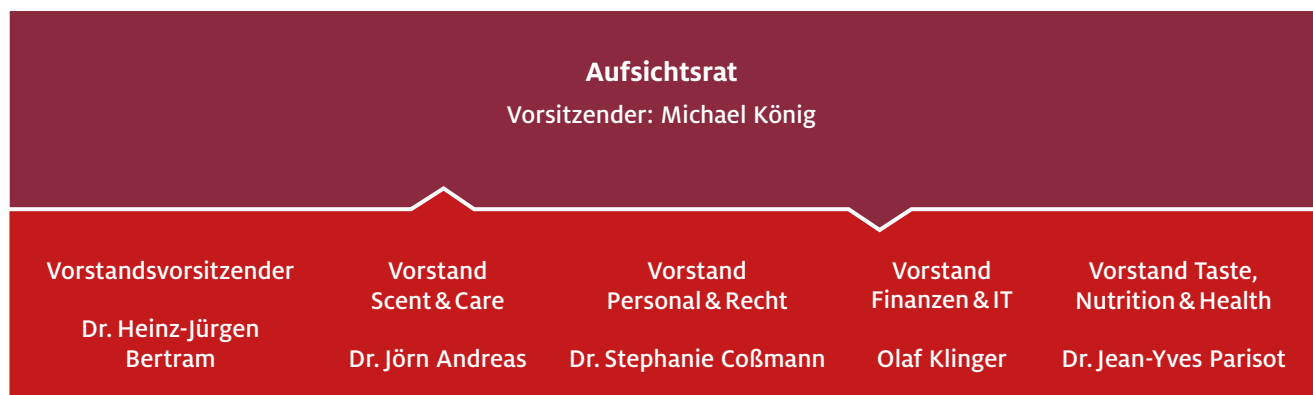 Aufsichtsrat
Vorsitzender: Michael König
Vorstandsvorsitzender
Dr. Heinz-Jürgen
Bertram
Vorstand
Scent & Care
Dr. Jörn Andreas
Vorstand
Personal & Recht
Dr. Stephanie Coßmann
Vorstand
Finanzen & IT
Olaf Klinger
Vorstand Taste,
Nutrition & Health
Dr. Jean-Yves Parisot